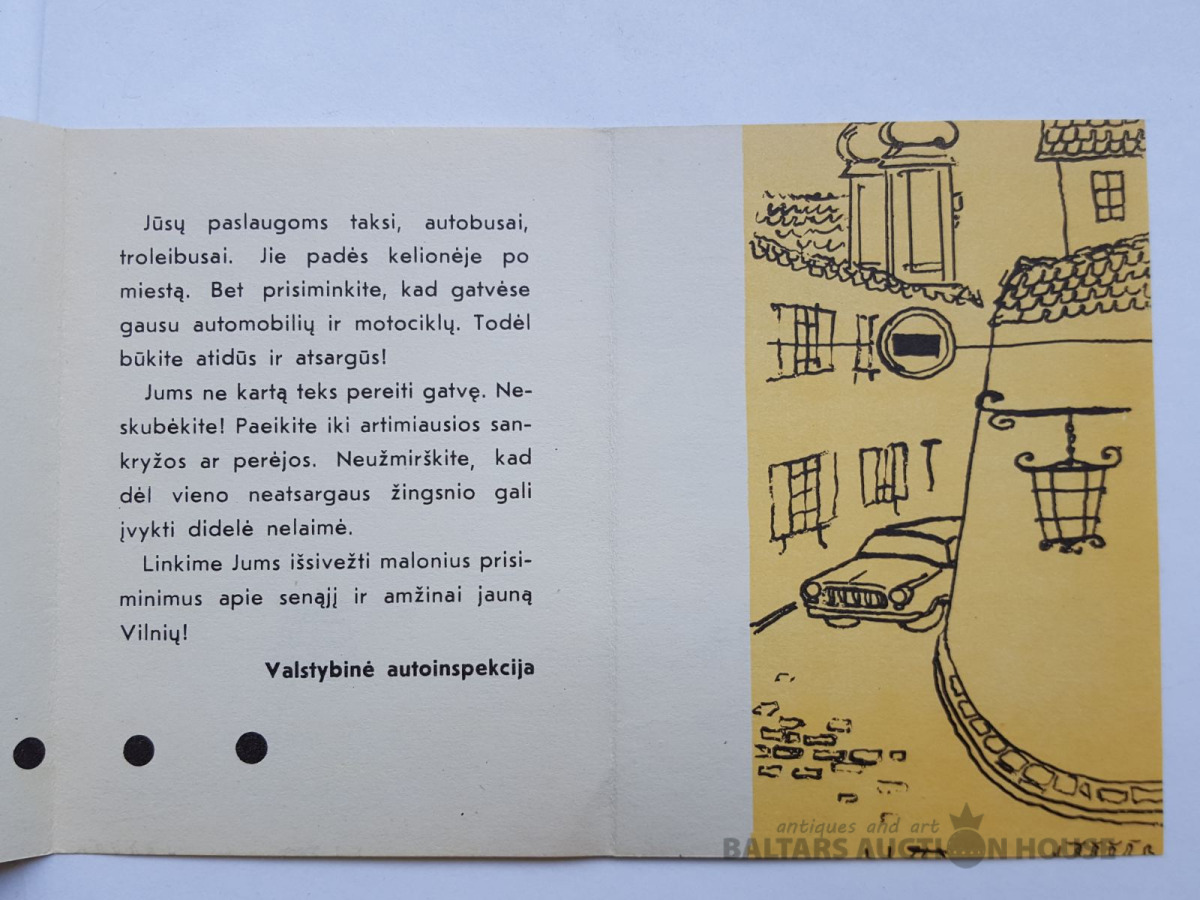 Jūsų paslaugoms taksi, autobusai,
troleibusai. Jie padės kelionėje po
miestą. Bet prisiminkite, kad gatvėse
gausu automobilių ir motociklų. Todėl
būkite atidūs ir atsargūs!
Jums ne kartą teks pereiti gatvę. Ne-
skubėkite! Paeikite iki artimiausios san-
kryžos ar perėjos. Neužmirškite, kad
dėl vieno neatsargaus žingsnio gali
įvykti didelė nelaimė.
Linkime Jums išsivežti malonius prisi-
minimus apie senąjį ir amžinai jauną
Vilnių!
Valstybinė autoinspekcija
antiques and art
BALTARS AUCTION HOUSE